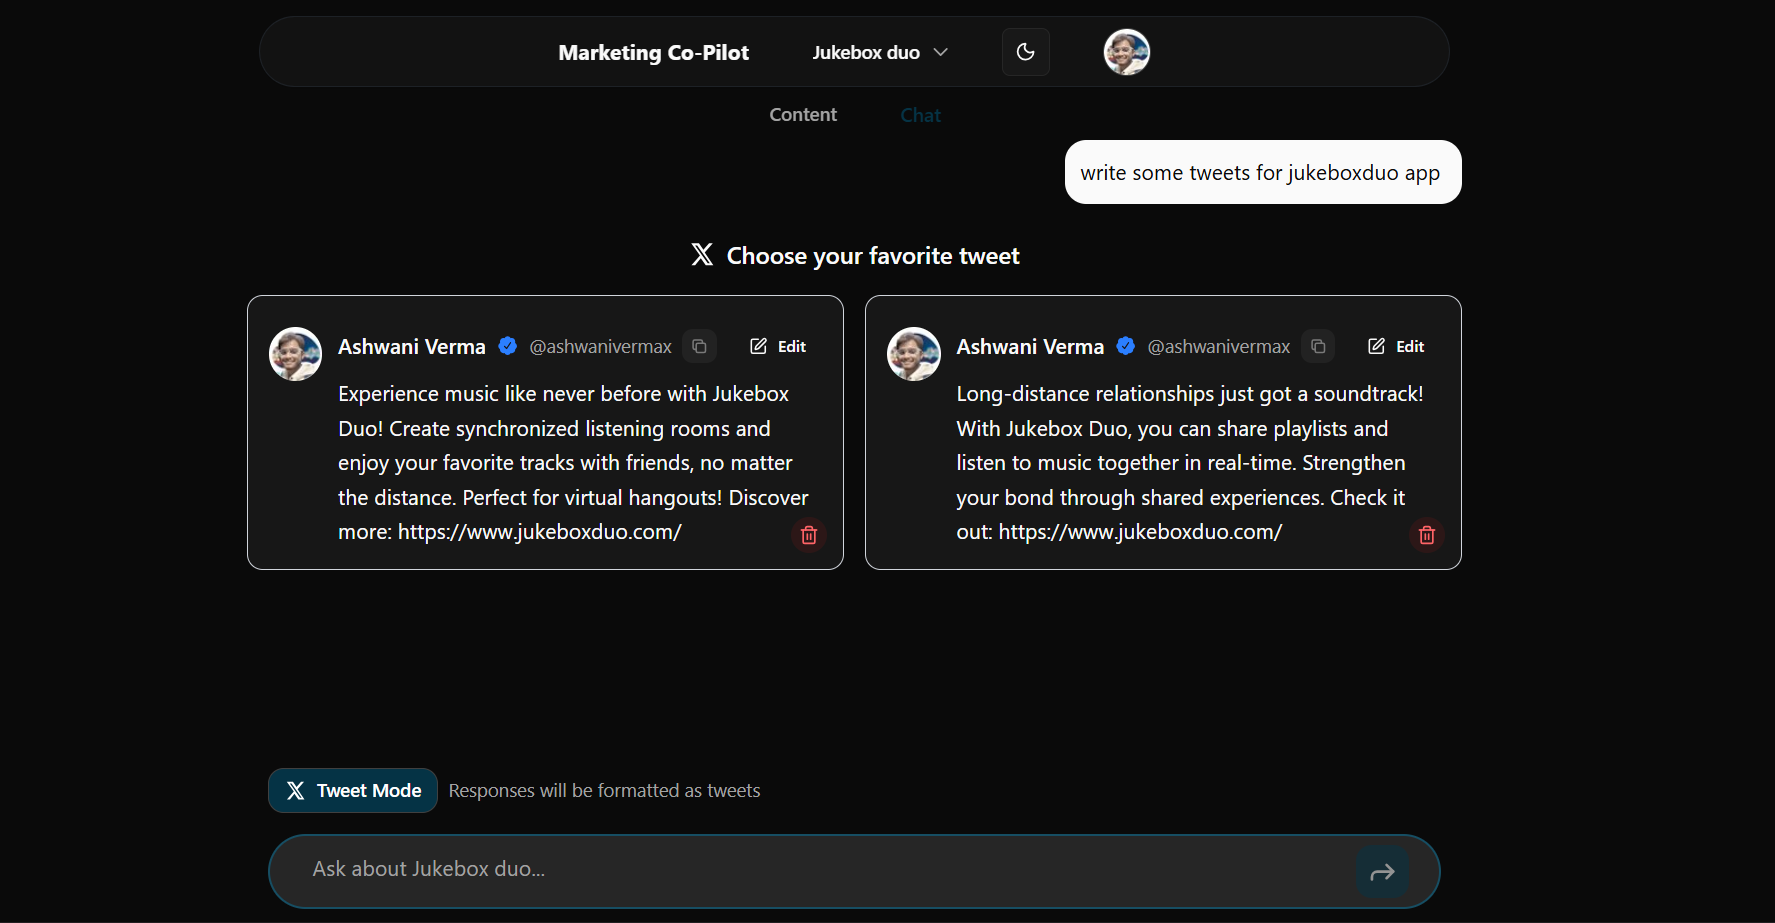 Marketing Co-Pilot
Jukebox duo
Content
Chat
write some tweets for jukeboxduo app
Choose your favorite tweet
Ashwani Verma @ashwanivermax Edit
Experience music like never before with Jukebox
Duo! Create synchronized listening rooms and
enjoy your favorite tracks with friends, no matter
the distance. Perfect for virtual hangouts! Discover
more: https://www.jukeboxduo.com/
Ashwani Verma @ashwanivermax Edit
Long-distance relationships just got a soundtrack!
With Jukebox Duo, you can share playlists and
listen to music together in real-time. Strengthen
your bond through shared experiences. Check it
out: https://www.jukeboxduo.com/
Tweet Mode
Responses will be formatted as tweets
Ask about Jukebox duo...